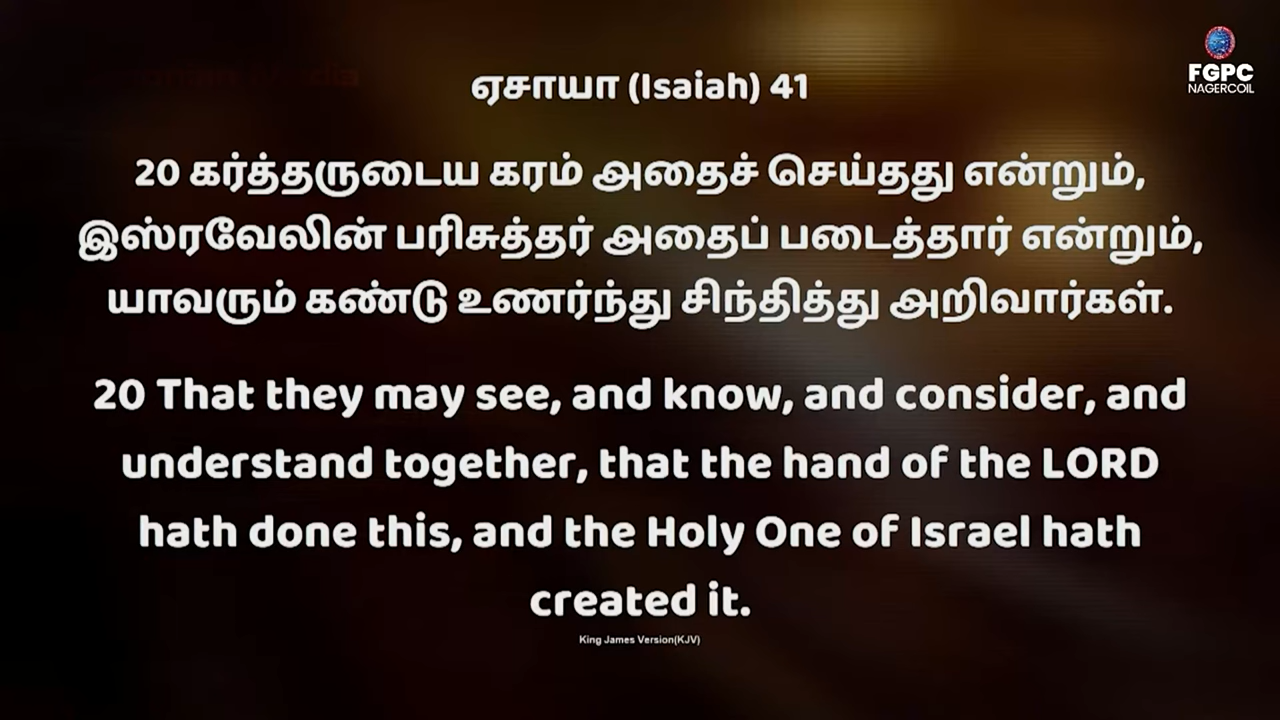 ஏசாயா (Isaiah) 41
FGPC
NAGERCOIL
20 கர்த்தருடைய கரம் அதைச் செய்தது என்றும்,
இஸ்ரவேலின் பரிசுத்தர் அதைப் படைத்தார் என்றும்,
யாவரும் கண்டு உணர்ந்து சிந்தித்து அறிவார்கள்.
20 That they may see, and know, and consider, and
understand together, that the hand of the LORD
hath done this, and the Holy One of Israel hath
created it.
King James Version(KJV)